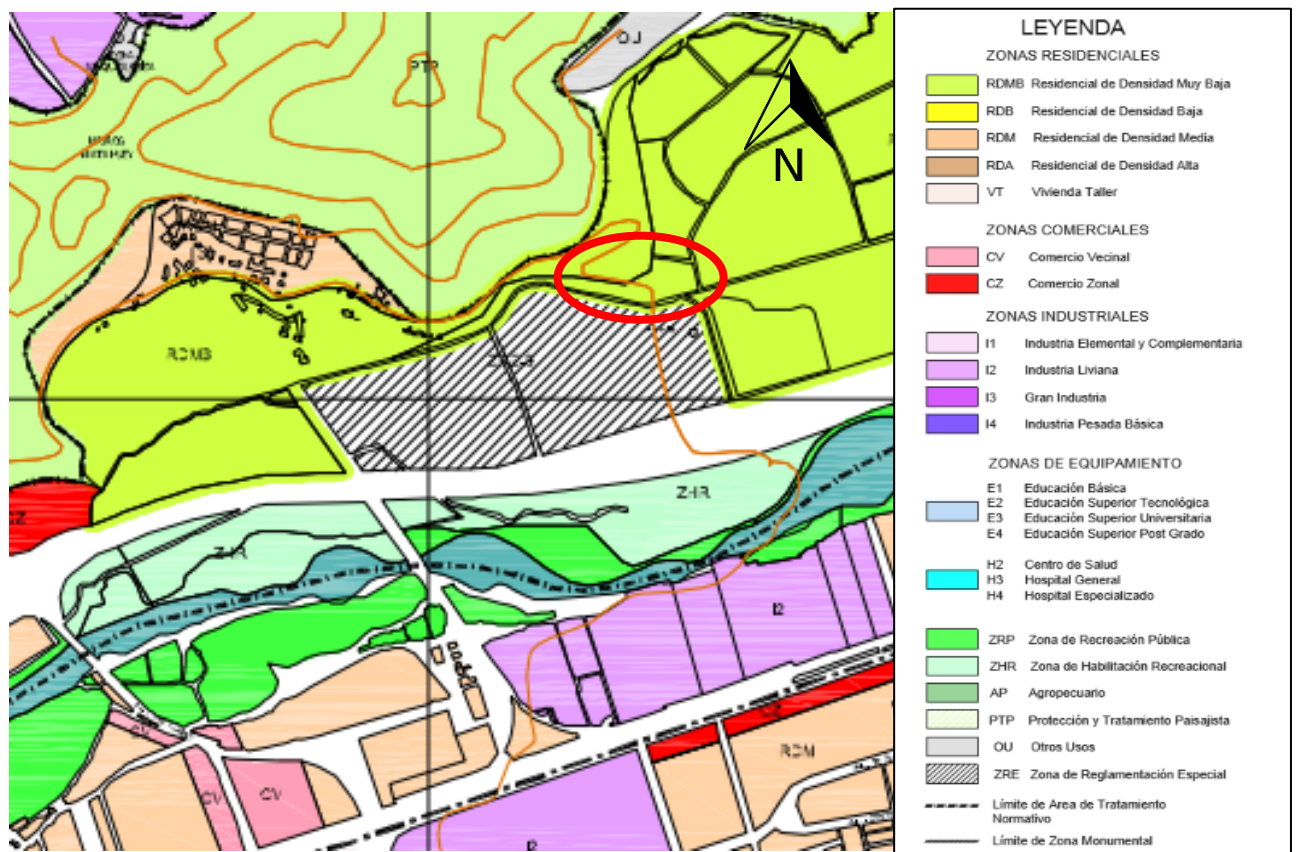 OU
PTP
N
RDMB
CZ
ZHR
ZHR
I2
CZ
RDM
CV
CV
CV
I2
LEYENDA
ZONAS RESIDENCIALES
RDMB Residencial de Densidad Muy Baja
RDB Residencial de Densidad Baja
RDM Residencial de Densidad Media
RDA Residencial de Densidad Alta
VT Vivienda Taller
ZONAS COMERCIALES
CV Comercio Vecinal
CZ Comercio Zonal
ZONAS INDUSTRIALES
I1 Industria Elemental y Complementaria
I2 Industria Liviana
I3 Gran Industria
I4 Industria Pesada Básica
ZONAS DE EQUIPAMIENTO
E1 Educación Básica
E2 Educación Superior Tecnológica
E3 Educación Superior Universitaria
E4 Educación Superior Post Grado
H2 Centro de Salud
H3 Hospital General
H4 Hospital Especializado
ZRP Zona de Recreación Pública
ZHR Zona de Habilitación Recreacional
AP Agropecuario
PTP Protección y Tratamiento Paisajista
OU Otros Usos
ZRE Zona de Reglamentación Especial
Límite de Area de Tratamiento
Normativo
Límite de Zona Monumental